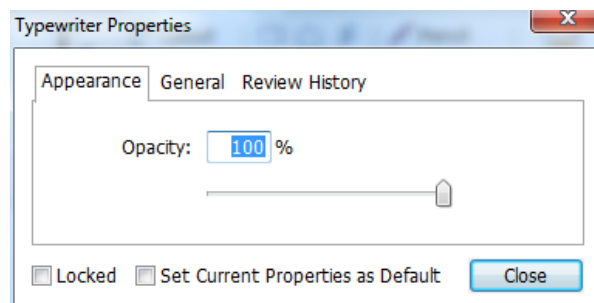 Typewriter Properties
Appearance General Review History
Opacity: 100 %
Locked Set Current Properties as Default Close